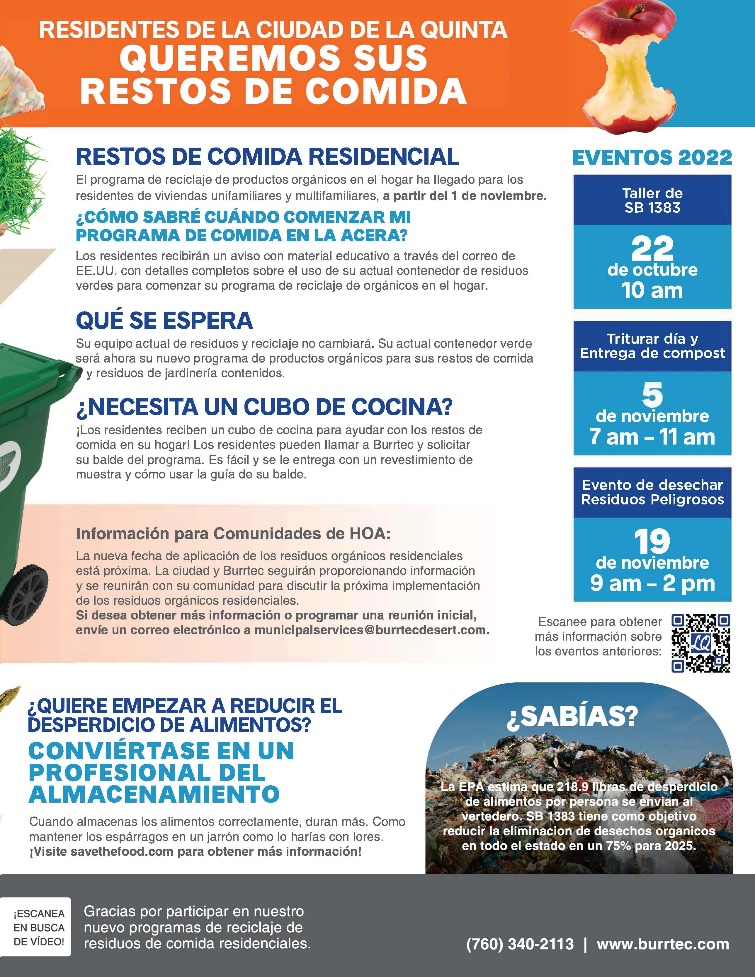 RESIDENTES DE LA CIUDAD DE LA QUINTA
QUEREMOS SUS
RESTOS DE COMIDA
RESTOS DE COMIDA RESIDENCIAL
El programa de reciclaje de productos orgánicos en el hogar ha llegado para los
residentes de viviendas unifamiliares y multifamiliares, a partir del 1 de noviembre.
¿CÓMO SABRÉ CUÁNDO COMENZAR MI
PROGRAMA DE COMIDA EN LA ACERA?
Los residentes recibirán un aviso con material educativo a través del correo de
EE.UU. con detalles completos sobre el uso de su actual contenedor de residuos
verdes para comenzar su programa de reciclaje de orgánicos en el hogar.
QUÉ SE ESPERA
Su equipo actual de residuos y reciclaje no cambiará. Su actual contenedor verde
será ahora su nuevo programa de productos orgánicos para sus restos de comida
y residuos de jardinería contenidos.
¿NECESITA UN CUBO DE COCINA?
¡Los residentes reciben un cubo de cocina para ayudar con los restos de
comida en su hogar! Los residentes pueden llamar a Burrtec y solicitar
su balde del programa. Es fácil y se le entrega con un revestimiento de
muestra y cómo usar la guía de su balde.
Información para Comunidades de HOA:
La nueva fecha de aplicación de los residuos orgánicos residenciales
está próxima. La ciudad y Burrtec seguirán proporcionando información
y se reunirán con su comunidad para discutir la próxima implementación
de los residuos orgánicos residenciales.
Si desea obtener más información o programar una reunión inicial,
envíe un correo electrónico a municipalservices@burrtecdesert.com.
EVENTOS 2022
Taller de
SB 1383
22
de octubre
10 am
Triturar día y
Entrega de compost
5
de noviembre
7 am – 11 am
Evento de desechar
Residuos Peligrosos
19
de noviembre
9 am – 2 pm
Escanee para obtener
más información sobre
los eventos anteriores:
LQ
¿QUIERE EMPEZAR A REDUCIR EL
DESPERDICIO DE ALIMENTOS?
CONVIÉRTASE EN UN
PROFESIONAL DEL
ALMACENAMIENTO
Cuando almacenas los alimentos correctamente, duran más. Como
mantener los espárragos en un jarrón como lo harías con lores.
¡Visite savethefood.com para obtener más información!
¿SABÍAS?
La EPA estima que 218.9 libras de desperdicio
de alimentos por persona se envían al
vertedero. SB 1383 tiene como objetivo
reducir la eliminacion de desechos organicos
en todo el estado en un 75% para 2025.
¡ESCANEA
EN BUSCA
DE VÍDEO!
Gracias por participar en nuestro
nuevo programas de reciclaje de
residuos de comida residenciales.
(760) 340-2113 | www.burrtec.com